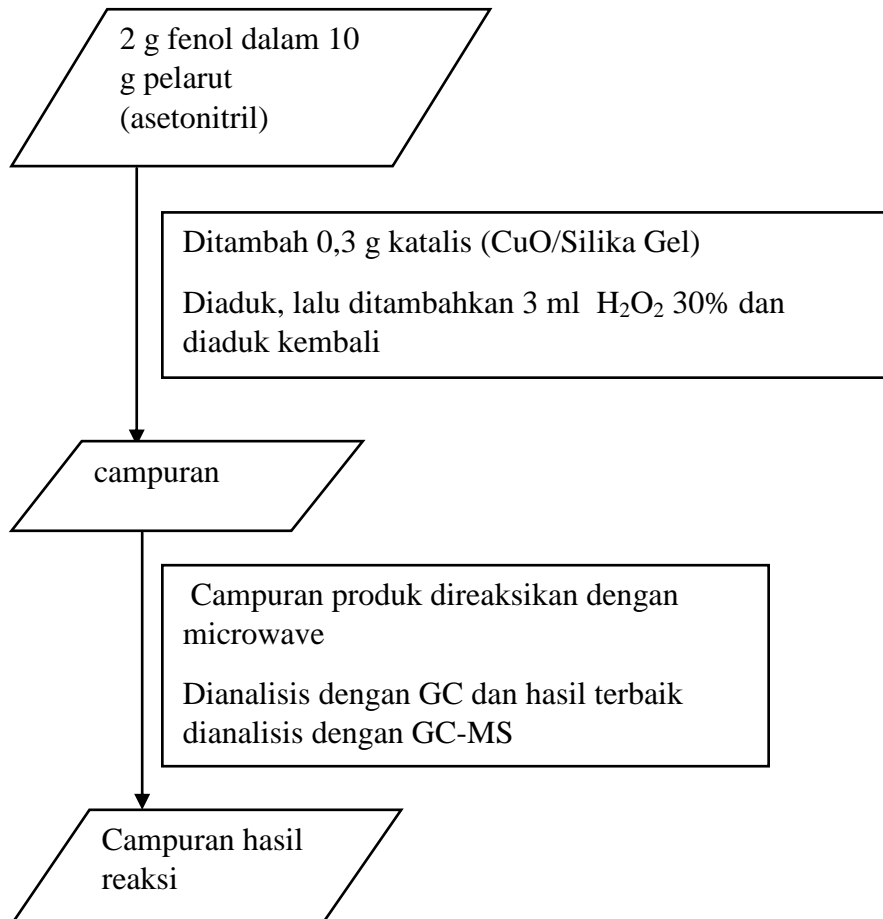 2 g fenol dalam 10
g pelarut
(asetonitril)
Ditambah 0,3 g katalis (CuO/Silika Gel)
Diaduk, lalu ditambahkan 3 ml H₂O₂ 30% dan
diaduk kembali
campuran
Campuran produk direaksikan dengan
microwave
Dianalisis dengan GC dan hasil terbaik
dianalisis dengan GC-MS
Campuran hasil
reaksi